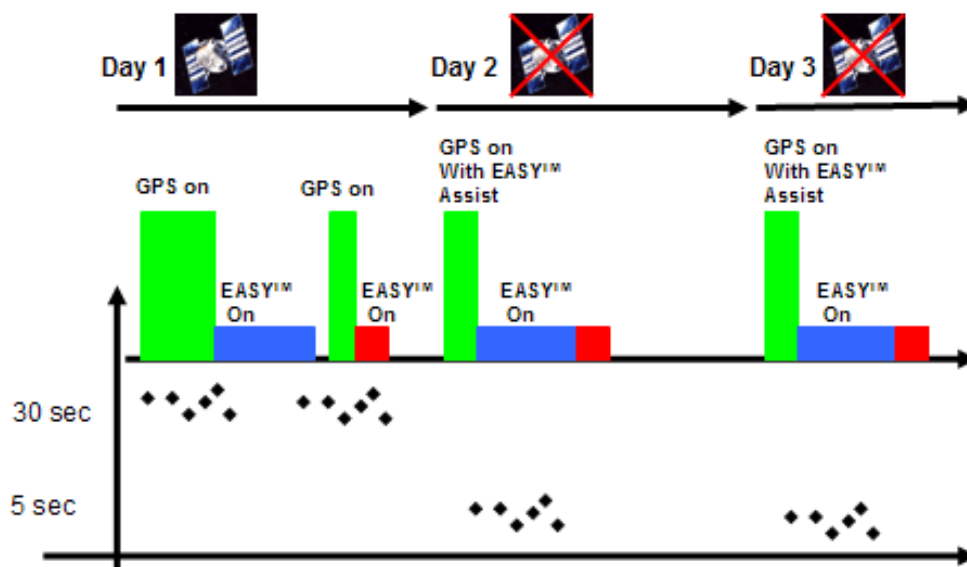 Day 1
Day 2
Day 3
GPS on
GPS on
GPS on
With EASY™
Assist
GPS on
With EASY™
Assist
EASY™
On
EASY™
On
EASY™
On
EASY™
On
30 sec
5 sec